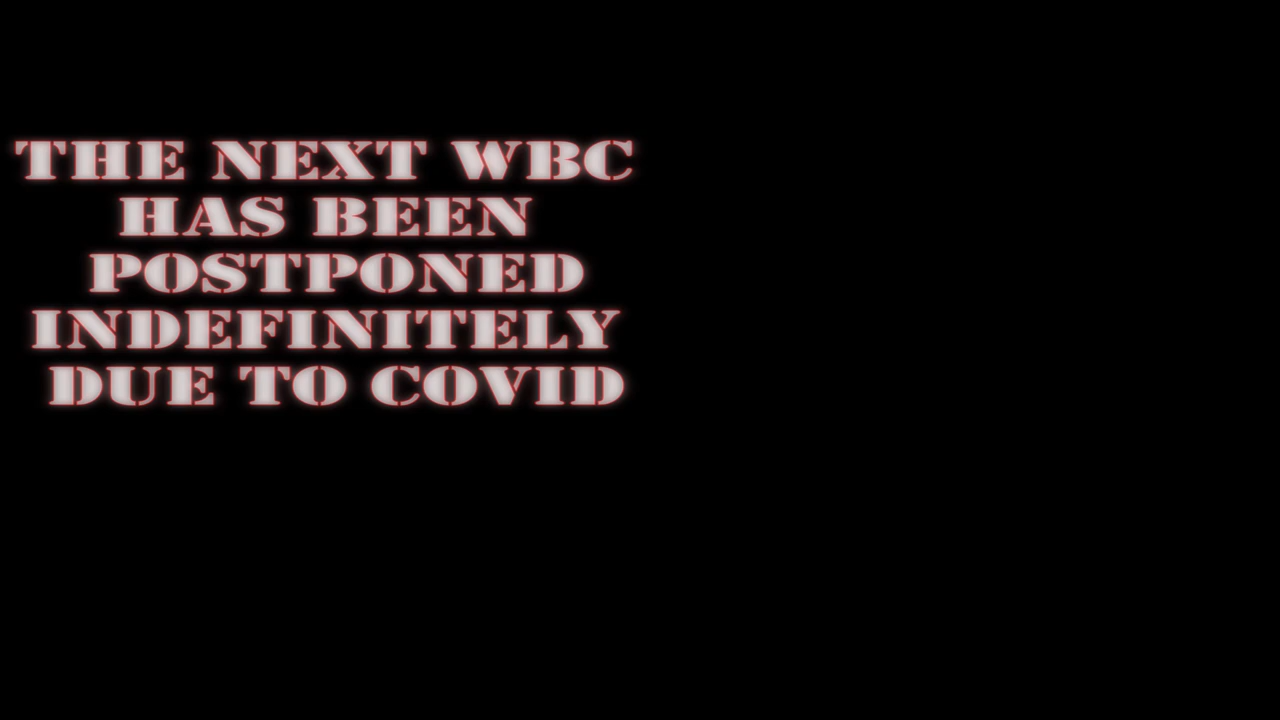 THE NEXT WBC
HAS BEEN
POSTPONED
INDEFINITELY
DUE TO COVID